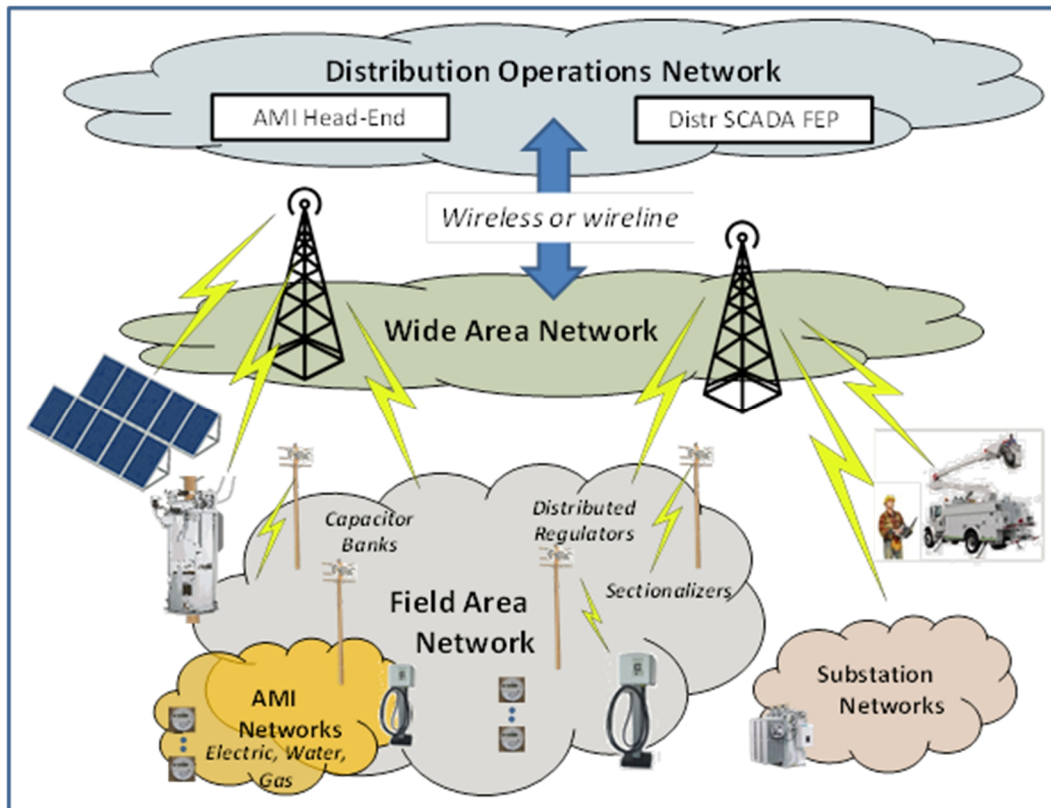 Distribution Operations Network
AMI Head-End
Distr SCADA FEP
Wireless or wireline
Wide Area Network
Capacitor
Banks
Distributed
Regulators
Sectionalizers
Field Area
Network
AMI
Networks
Electric, Water,
Gas
Substation
Networks